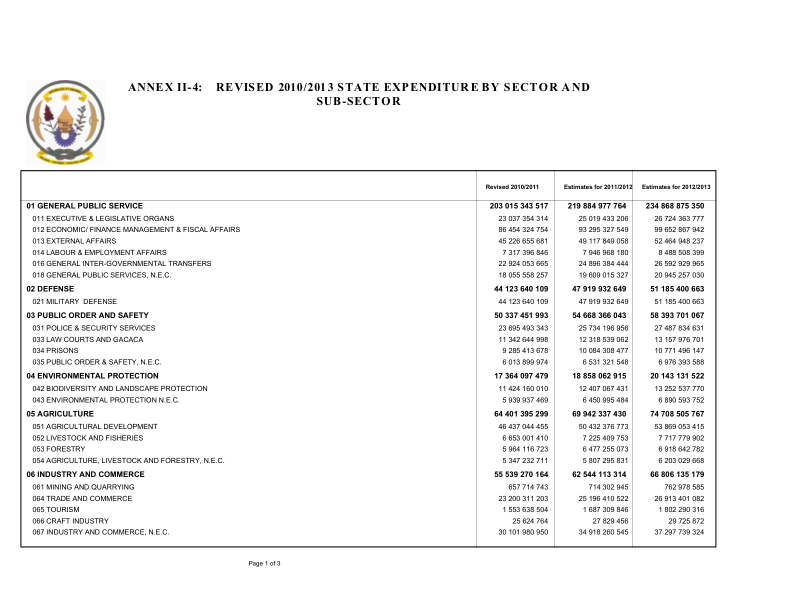 ANNEX II-4: REVISED 2010/2013 STATE EXPENDITURE BY SECTOR AND
SUB-SECTOR
Revised 2010/2011 Estimates for 2011/2012 Estimates for 2012/2013
01 GENERAL PUBLIC SERVICE 203 015 343 517 219 884 977 764 234 868 875 350
011 EXECUTIVE & LEGISLATIVE ORGANS 23 037 354 314 25 019 433 206 26 724 363 777
012 ECONOMIC/ FINANCE MANAGEMENT & FISCAL AFFAIRS 86 454 324 754 93 295 327 549 99 652 867 942
013 EXTERNAL AFFAIRS 45 226 655 681 49 117 849 058 52 464 948 237
014 LABOUR & EMPLOYMENT AFFAIRS 7 317 396 846 7 946 968 180 8 488 508 399
016 GENERAL INTER-GOVERNMENTAL TRANSFERS 22 924 053 665 24 896 384 444 26 592 929 965
018 GENERAL PUBLIC SERVICES, N.E.C. 18 055 558 257 19 609 015 327 20 945 257 030
02 DEFENSE 44 123 640 109 47 919 932 649 51 185 400 663
021 MILITARY DEFENSE 44 123 640 109 47 919 932 649 51 185 400 663
03 PUBLIC ORDER AND SAFETY 50 337 451 993 54 668 366 043 58 393 701 067
031 POLICE & SECURITY SERVICES 23 695 493 343 25 734 196 956 27 487 834 631
033 LAW COURTS AND GACACA 11 342 644 998 12 318 539 062 13 157 976 701
034 PRISONS 9 285 413 678 10 084 308 477 10 771 496 147
035 PUBLIC ORDER & SAFETY, N.E.C. 6 013 899 974 6 531 321 548 6 976 393 588
04 ENVIRONMENTAL PROTECTION 17 364 097 479 18 858 062 915 20 143 131 522
042 BIODIVERSITY AND LANDSCAPE PROTECTION 11 424 160 010 12 407 067 431 13 252 537 770
043 ENVIRONMENTAL PROTECTION N.E.C. 5 939 937 469 6 450 995 484 6 890 593 752
05 AGRICULTURE 64 401 395 299 69 942 337 430 74 708 505 767
051 AGRICULTURAL DEVELOPMENT 46 437 044 455 50 432 376 773 53 869 053 415
052 LIVESTOCK AND FISHERIES 6 653 001 410 7 225 409 753 7 717 779 902
053 FORESTRY 5 964 116 723 6 477 255 073 6 918 642 782
054 AGRICULTURE, LIVESTOCK AND FORESTRY, N.E.C. 5 347 232 711 5 807 295 831 6 203 029 668
06 INDUSTRY AND COMMERCE 55 539 270 164 62 544 113 314 66 806 135 179
061 MINING AND QUARRYING 657 714 743 714 302 945 762 978 585
064 TRADE AND COMMERCE 23 200 311 203 25 196 410 522 26 913 401 082
065 TOURISM 1 553 638 504 1 687 309 846 1 802 290 316
066 CRAFT INDUSTRY 25 624 764 27 829 456 29 725 872
067 INDUSTRY AND COMMERCE, N.E.C. 30 101 980 950 34 918 260 545 37 297 739 324
Page 1 of 3